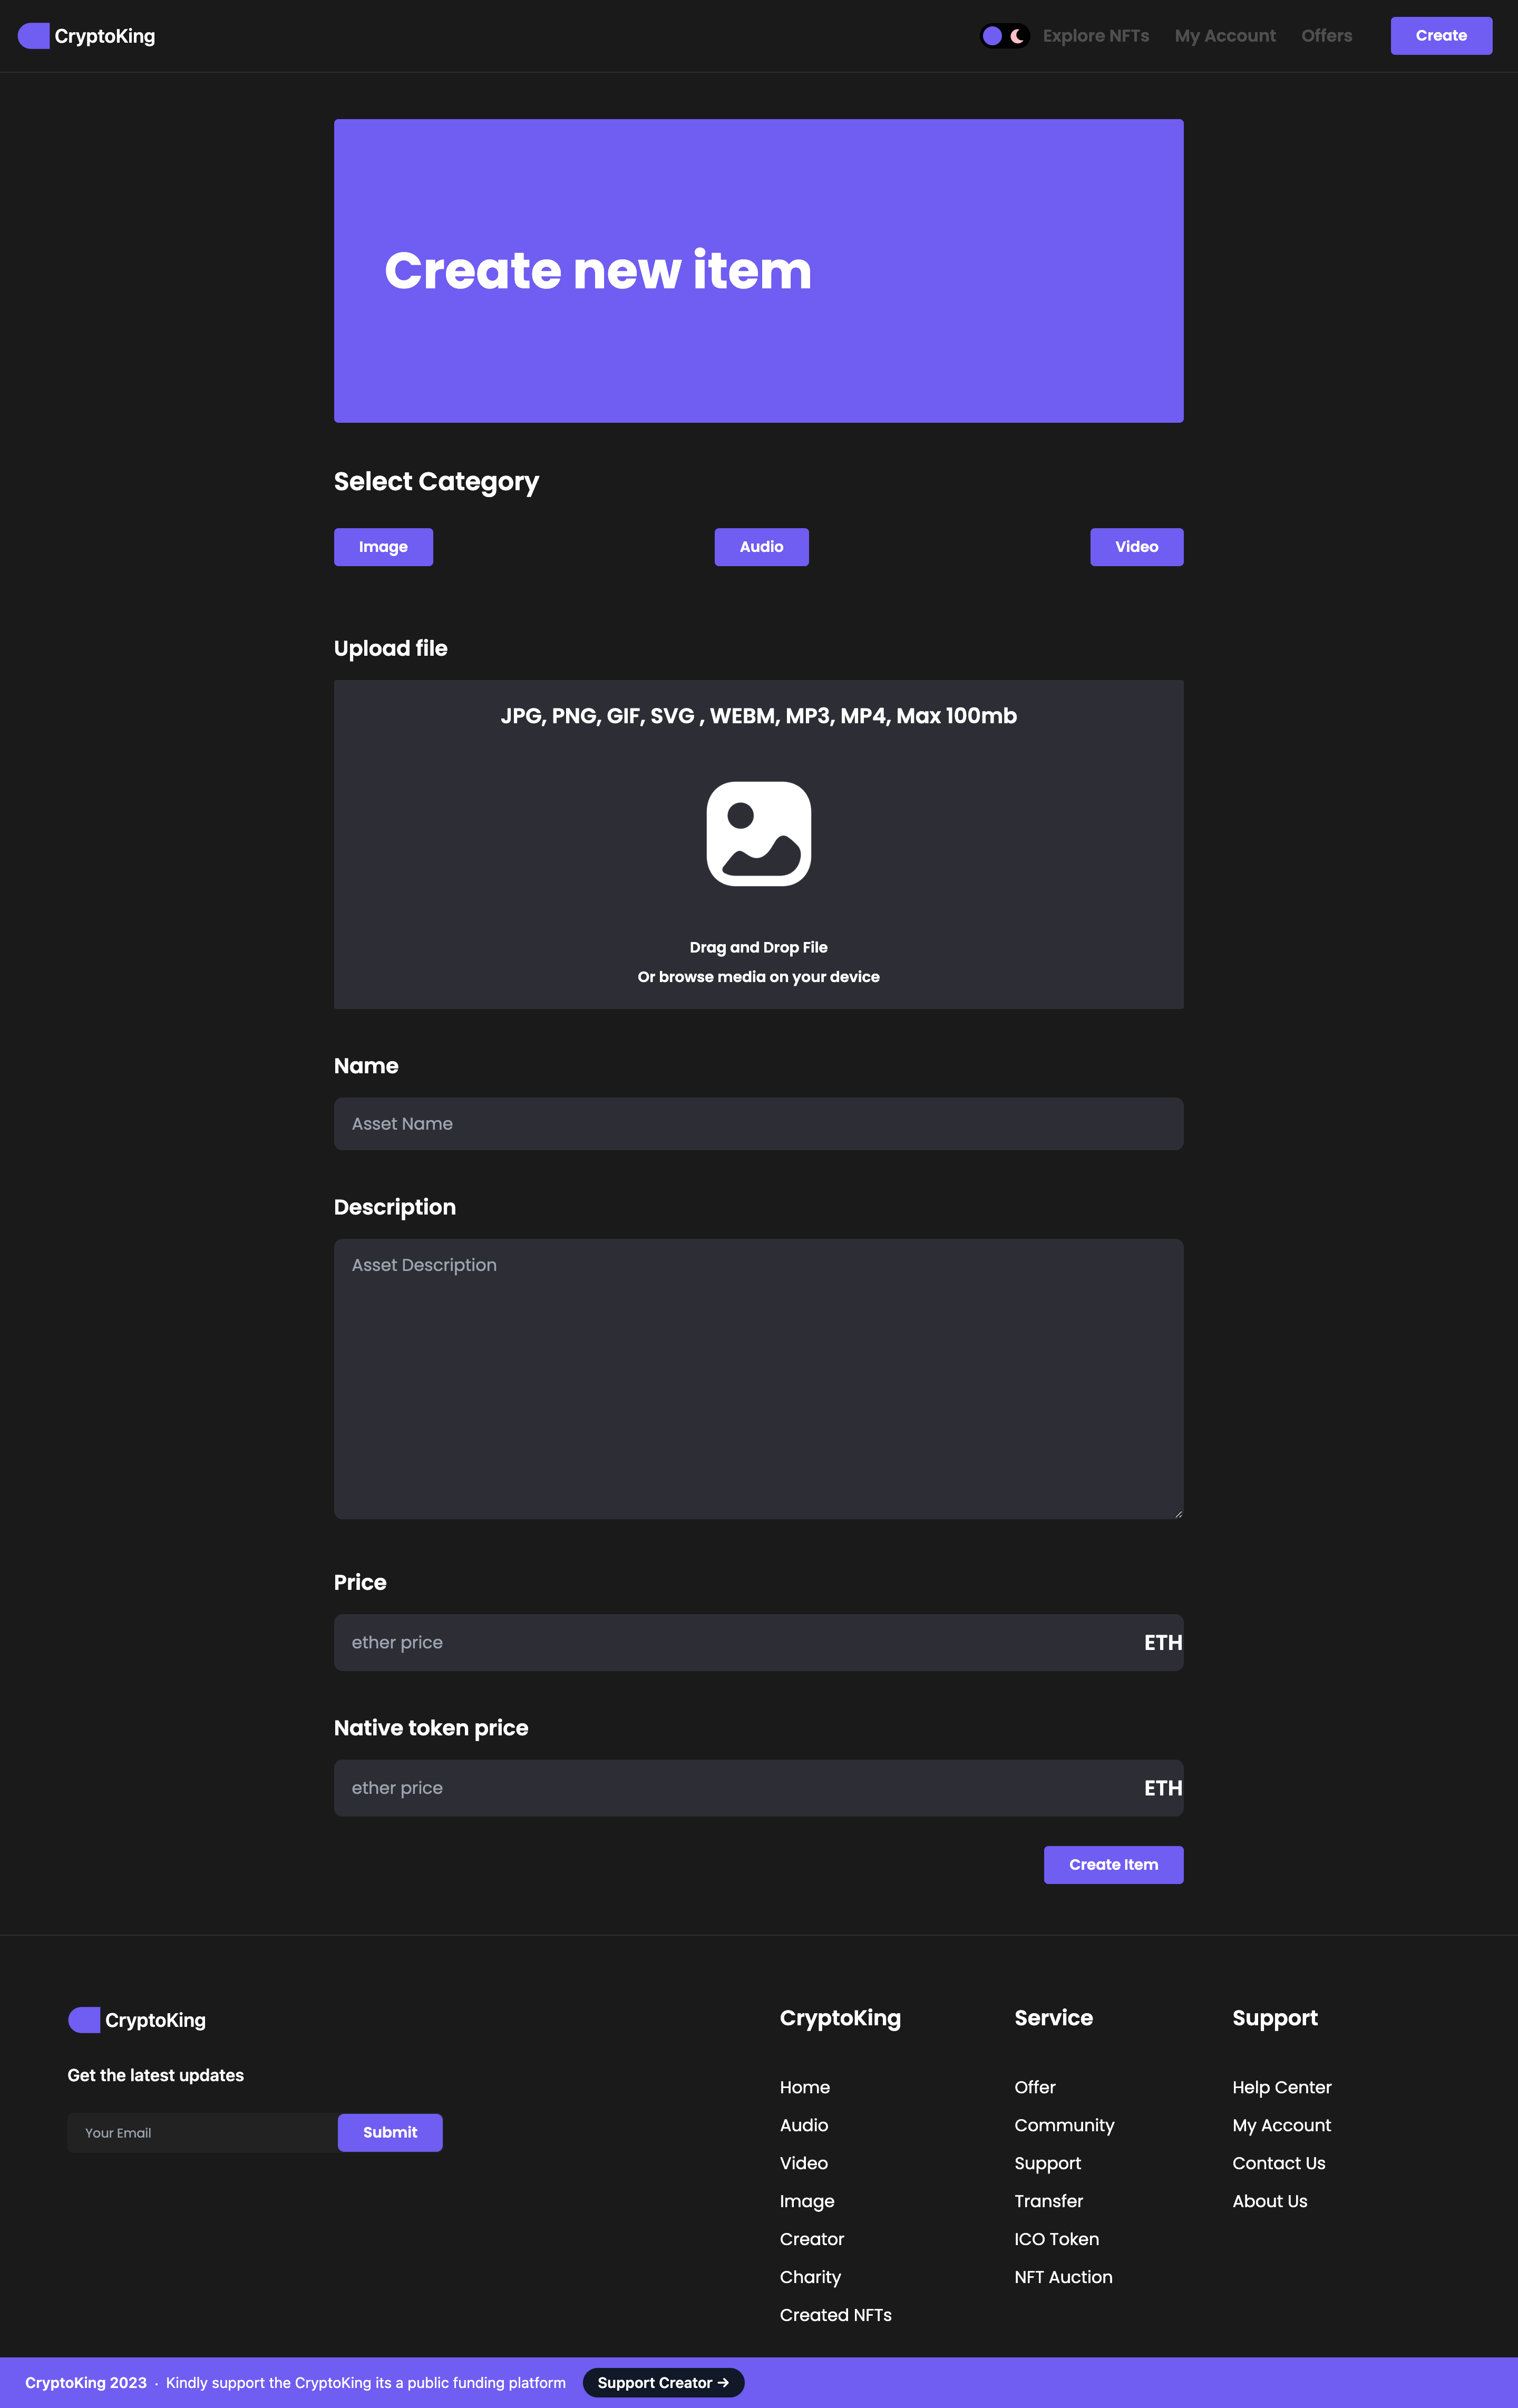 CryptoKing
Explore NFTs
My Account
Offers
Create
Create new item
Select Category
Image
Audio
Video
Upload file
JPG, PNG, GIF, SVG , WEBM, MP3, MP4, Max 100mb
Drag and Drop File
Or browse media on your device
Name
Asset Name
Description
Asset Description
Price
ether price
ETH
Native token price
ether price
ETH
Create Item
CryptoKing
Get the latest updates
Your Email
Submit
CryptoKing
Home
Audio
Video
Image
Creator
Charity
Created NFTs
Service
Offer
Community
Support
Transfer
ICO Token
NFT Auction
Support
Help Center
My Account
Contact Us
About Us
CryptoKing 2023 · Kindly support the CryptoKing its a public funding platform
Support Creator →